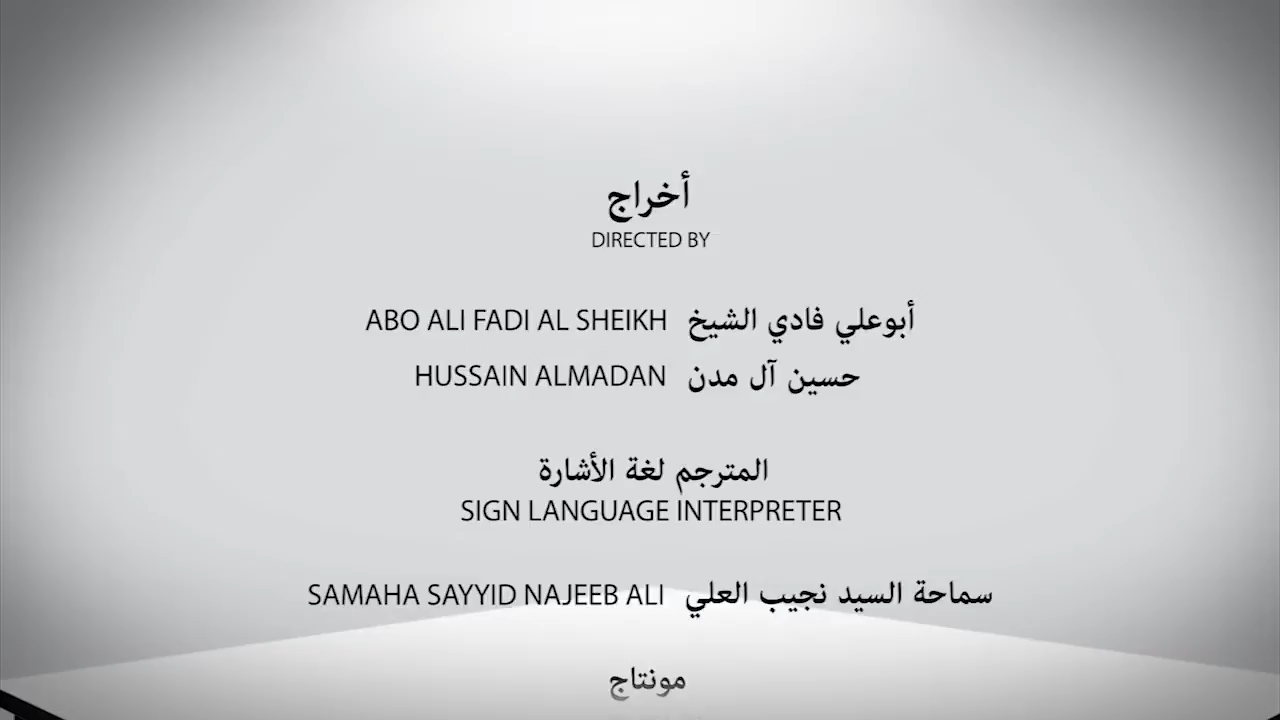 أخراج
DIRECTED BY
ABO ALI FADI AL SHEIKH أبوعلي فادي الشيخ
HUSSAIN ALMADAN حسين آل مدن
المترجم لغة الأشارة
SIGN LANGUAGE INTERPRETER
SAMAHA SAYYID NAJEEB ALI سماحة السيد نجيب العلي
مونتاج